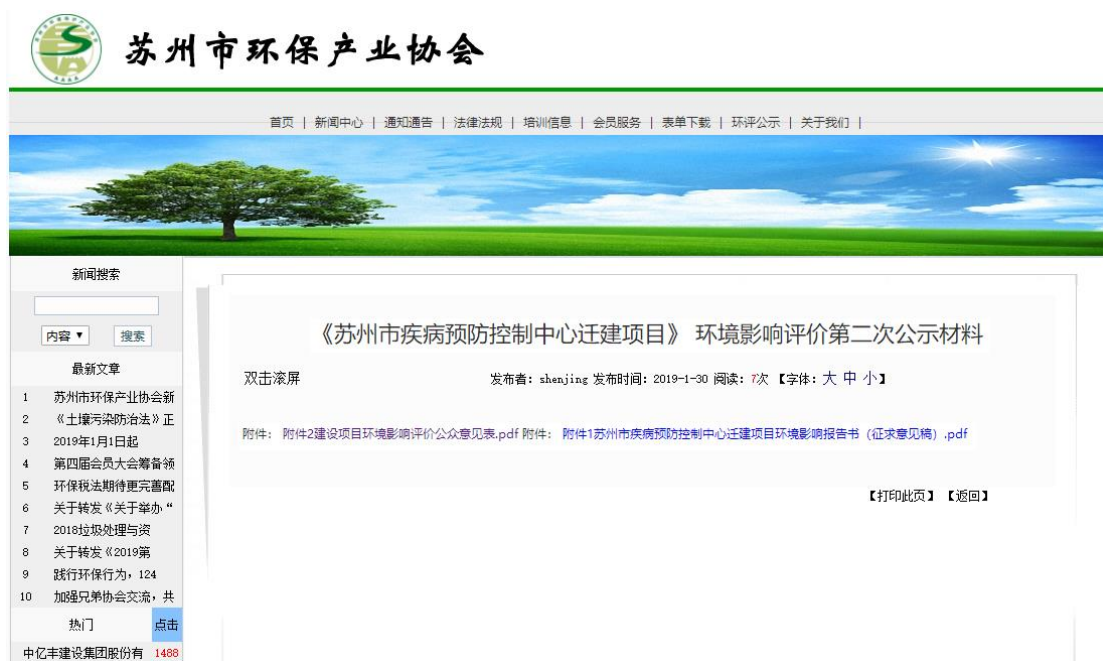 苏州市环保产业协会
首页 | 新闻中心 | 通知通告 | 法律法规 | 培训信息 | 会员服务 | 表单下载 | 环评公示 | 关于我们 |
新闻搜索
内容▼ 搜索
最新文章
1 苏州市环保产业协会新
2 《土壤污染防治法》正
3 2019年1月1日起
4 第四届会员大会筹备领
5 环保税法期待更完善配
6 关于转发《关于举办“
7 2018垃圾处理与资
8 关于转发《2019第
9 践行环保行为，124
10 加强兄弟协会交流，共
热门 点击
中亿丰建设集团股份有 1488
《苏州市疾病预防控制中心迁建项目》 环境影响评价第二次公示材料
双击滚屏 发布者：shenjing 发布时间：2019-1-30 阅读：7次 【字体：大 中 小】
附件： 附件2建设项目环境影响评价公众意见表.pdf 附件： 附件1苏州市疾病预防控制中心迁建项目环境影响报告书（征求意见稿）.pdf
【打印此页】【返回】